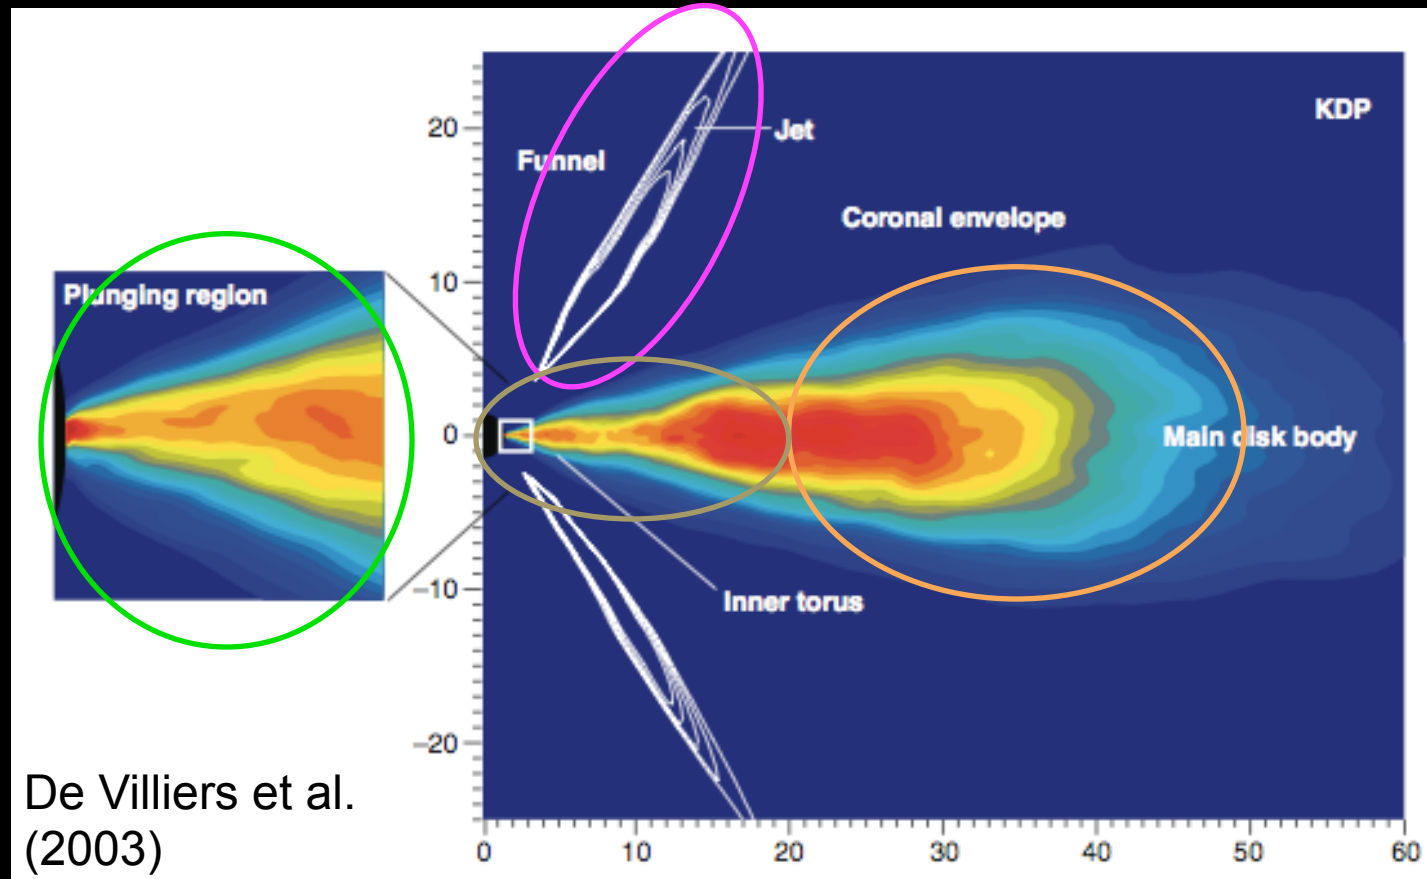 KDP
20
Jet
Funnel
Coronal envelope
Plunging region
10
0
Main disk body
−10
Inner torus
−20
De Villiers et al.
(2003)
0 10 20 30 40 50 60